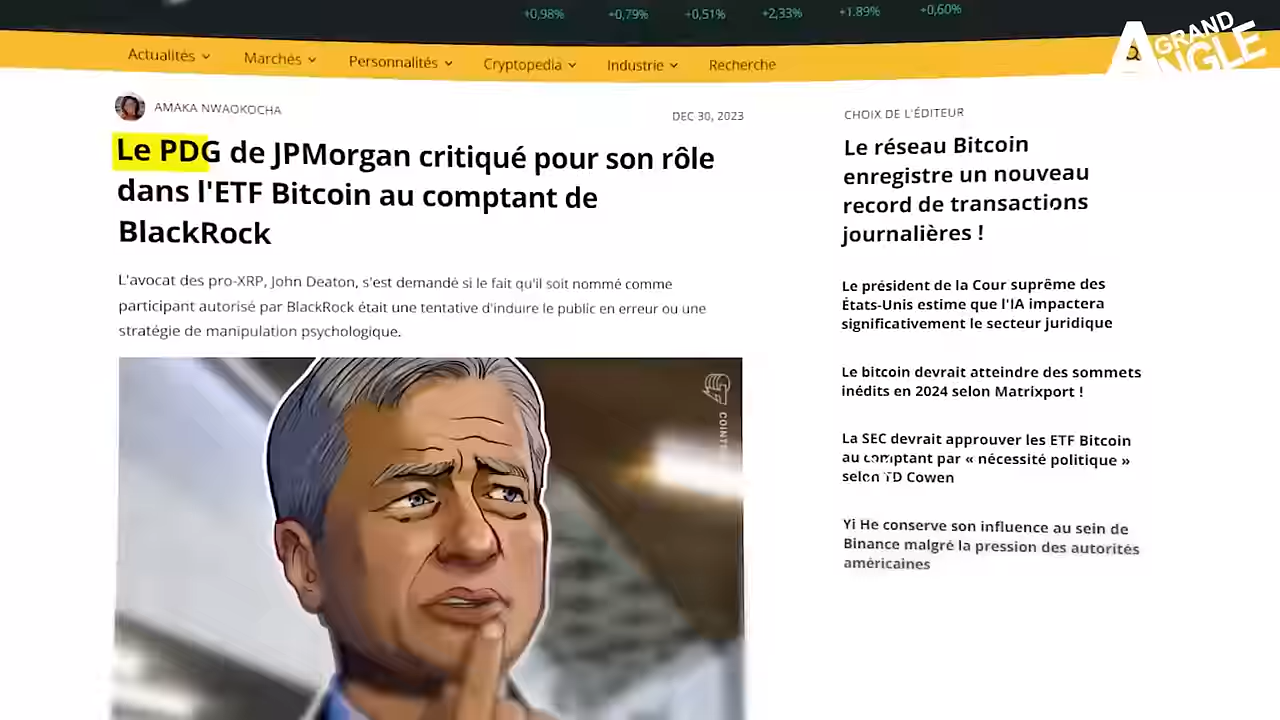 +0,98% +0,79% +0,51% +2,33% +1.89% +0,60%
GRAND
ANGLE
Actualités Marchés Personnalités Cryptopedia Industrie Recherche
AMAKA NWAOKOCHA
DEC 30, 2023
Le PDG de JPMorgan critiqué pour son rôle
dans l'ETF Bitcoin au comptant de
BlackRock
L'avocat des pro-XRP, John Deaton, s'est demandé si le fait qu'il soit nommé comme
participant autorisé par BlackRock était une tentative d'induire le public en erreur ou une
stratégie de manipulation psychologique.
CHOIX DE L'ÉDITEUR
Le réseau Bitcoin
enregistre un nouveau
record de transactions
journalières !
Le président de la Cour suprême des
États-Unis estime que l'IA impactera
significativement le secteur juridique
Le bitcoin devrait atteindre des sommets
inédits en 2024 selon Matrixport !
La SEC devrait approuver les ETF Bitcoin
au comptant par « nécessité politique »
selon TD Cowen
Yi He conserve son influence au sein de
Binance malgré la pression des autorités
américaines